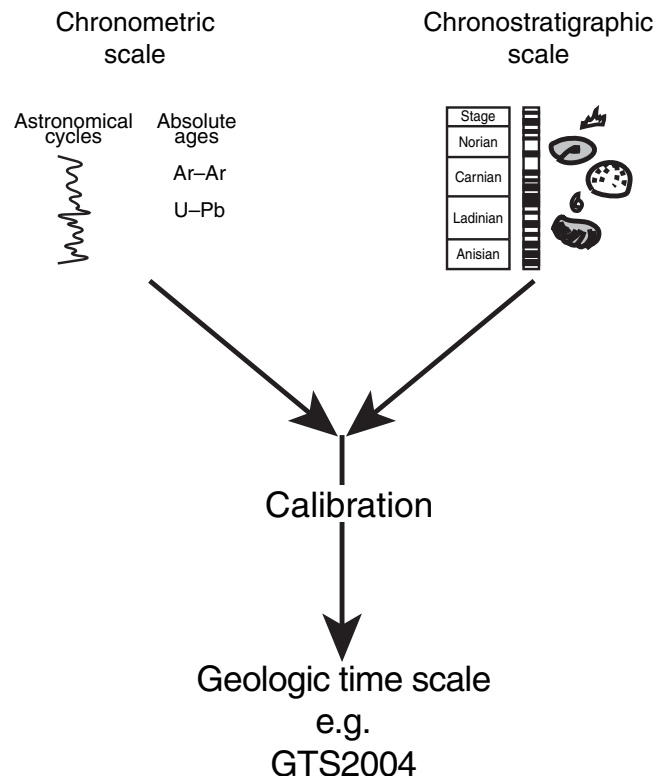 Chronometric
scale
Chronostratigraphic
scale
Astronomical
cycles
Absolute
ages
Ar–Ar
U–Pb
Stage
Norian
Carnian
Ladinian
Anisian
Calibration
Geologic time scale
e.g.
GTS2004